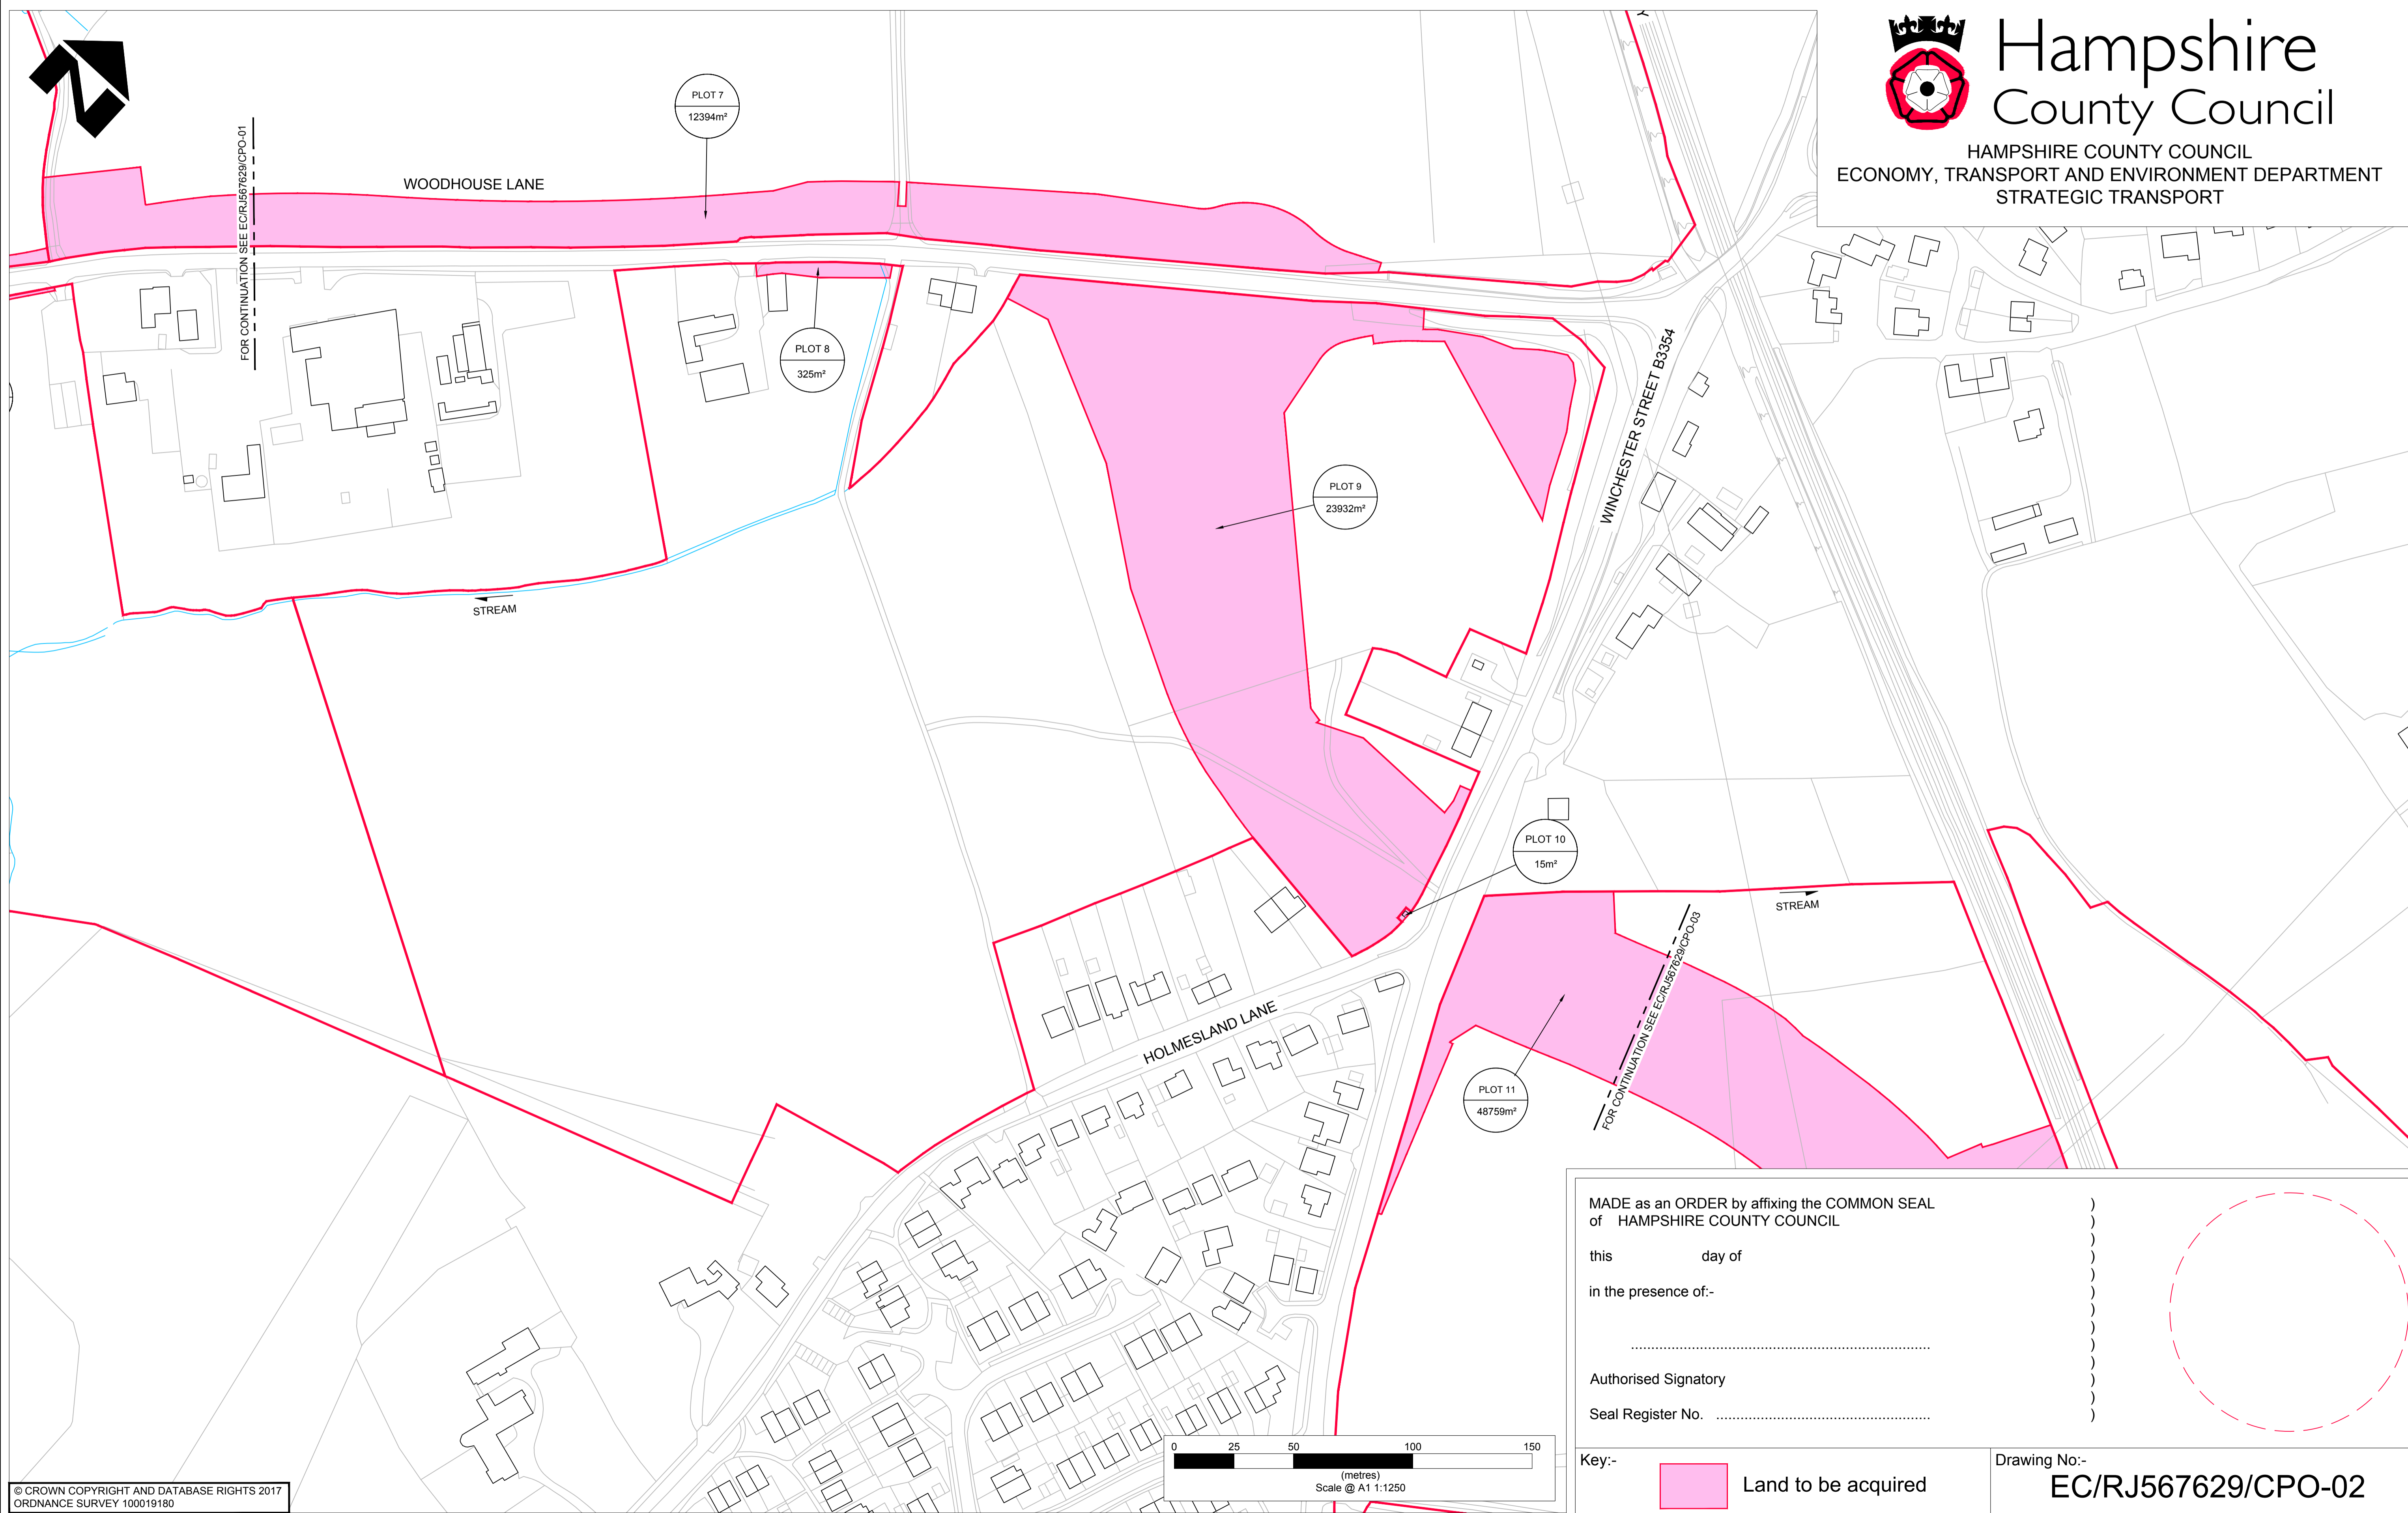 Hampshire
County Council
HAMPSHIRE COUNTY COUNCIL
ECONOMY, TRANSPORT AND ENVIRONMENT DEPARTMENT
STRATEGIC TRANSPORT
Y
PLOT 7
12394m²
FOR CONTINUATION SEE EC/RJ567629/CPO-01
WOODHOUSE LANE
PLOT 8
325m²
WINCHESTER STREET B3354
PLOT 9
23932m²
STREAM
PLOT 10
15m²
STREAM
FOR CONTINUATION SEE EC/RJ567629/CPO-03
HOLMESLAND LANE
PLOT 11
48759m²
MADE as an ORDER by affixing the COMMON SEAL )
of HAMPSHIRE COUNTY COUNCIL )
)
this day of )
)
in the presence of:- )
)
)
.......................................................................... )
)
Authorised Signatory )
)
Seal Register No. ..................................................... )
0 25 50 100 150
(metres)
Scale @ A1 1:1250
Key:-
Land to be acquired
Drawing No:-
EC/RJ567629/CPO-02
© CROWN COPYRIGHT AND DATABASE RIGHTS 2017
ORDNANCE SURVEY 100019180